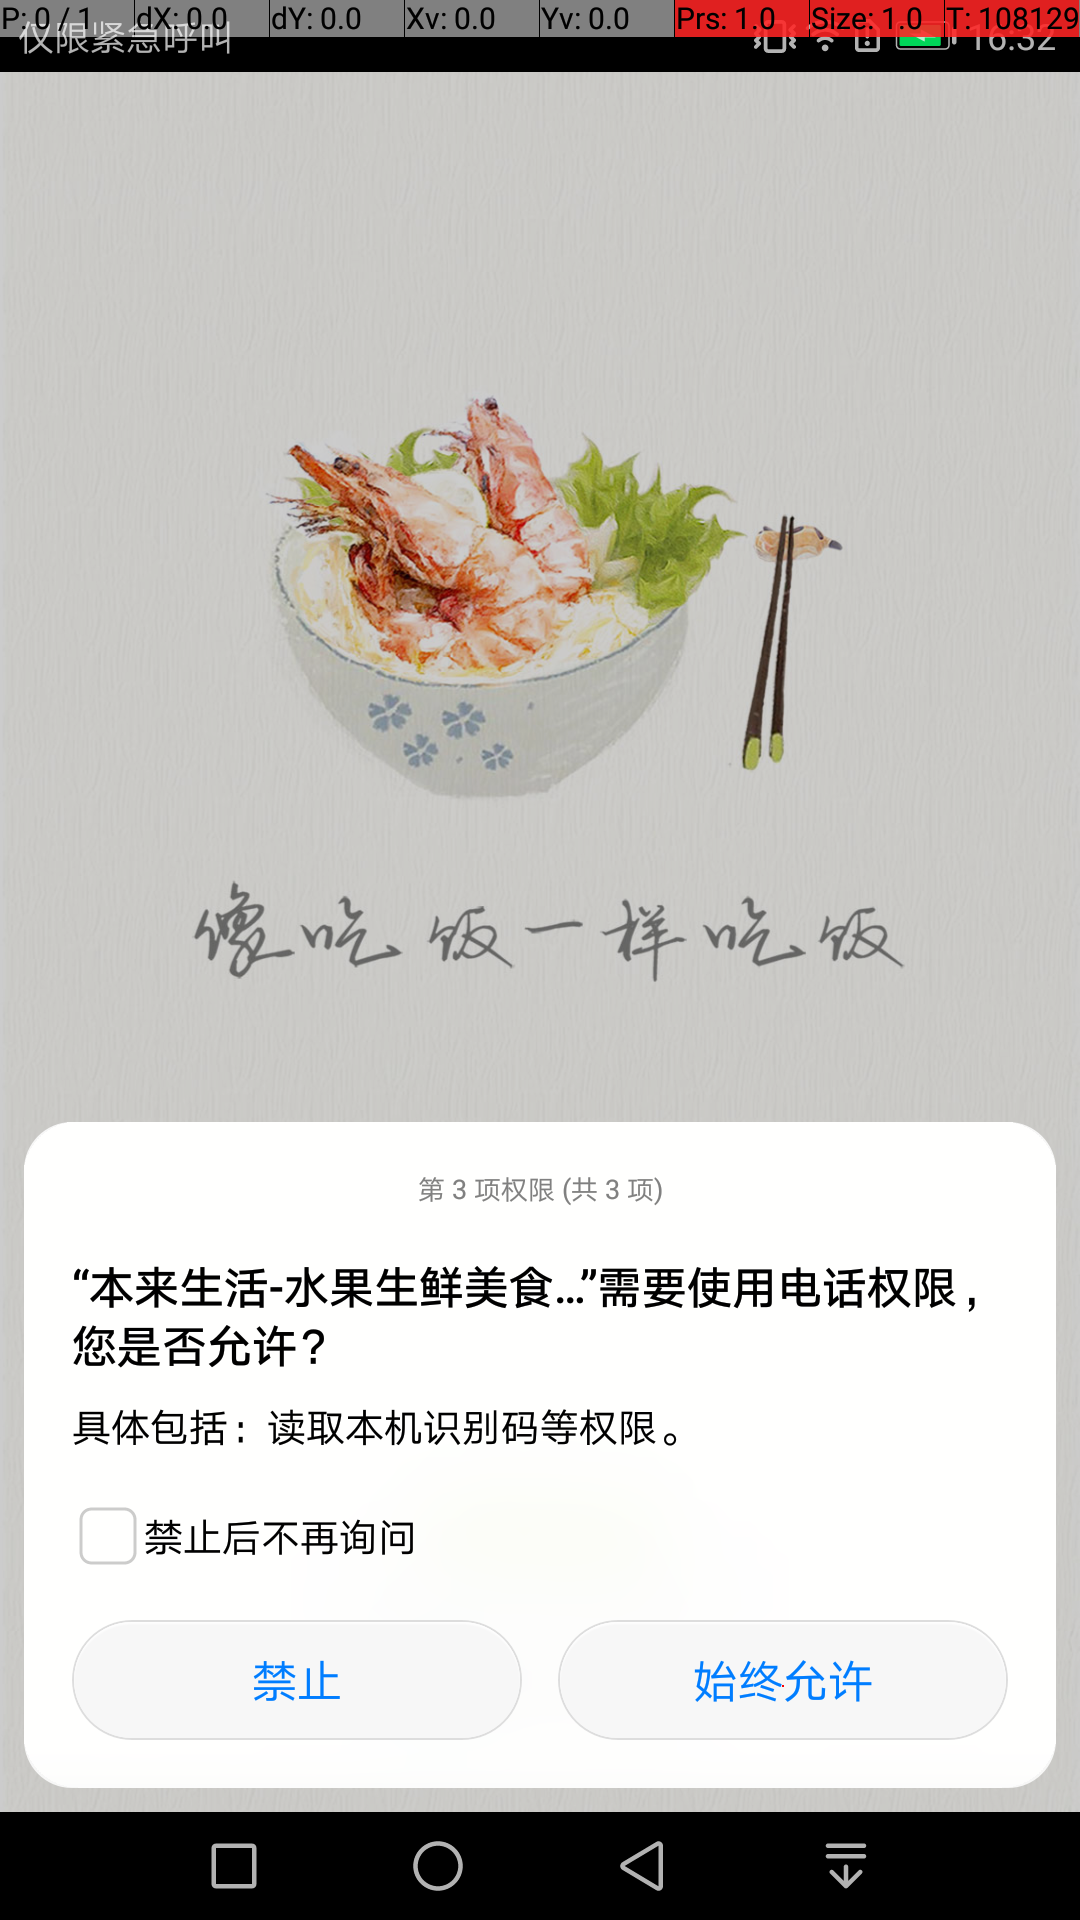 P: 0 / 1 dX: 0.0 dY: 0.0 Xv: 0.0 Yv: 0.0 Prs: 1.0 Size: 1.0 T: 108129
仅限紧急呼叫 16:32
像吃饭一样吃饭
第 3 项权限 (共 3 项)
“本来生活-水果生鲜美食...”需要使用电话权限，
您是否允许？
具体包括：读取本机识别码等权限。
禁止后不再询问
禁止 始终允许